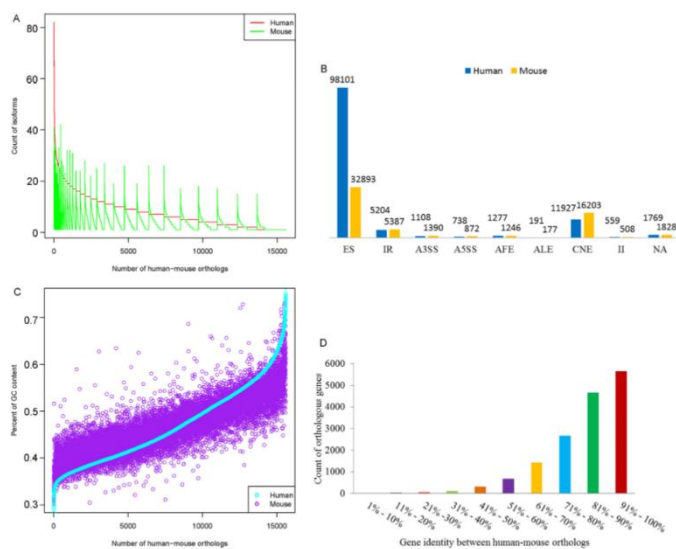 A
Human
Mouse
80
60
40
20
0
Count of isoforms
0 5000 10000 15000
Number of human-mouse orthologs
B
Human Mouse
98101
32893
5204 5387
1108 1390
738 872
1277 1246
191 177
11927 16203
559 508
1769 1828
ES IR A3SS A5SS AFE ALE CNE II NA
C
0.7
0.6
0.5
0.4
0.3
Percent of GC content
Human
Mouse
0 5000 10000 15000
Number of human-mouse orthologs
D
6000
5000
4000
3000
2000
1000
0
Count of orthologous genes
1% - 10% 11% - 20% 21% - 30% 31% - 40% 41% - 50% 51% - 60% 61% - 70% 71% - 80% 81% - 90% 91% - 100%
Gene identity between human-mouse orthologs